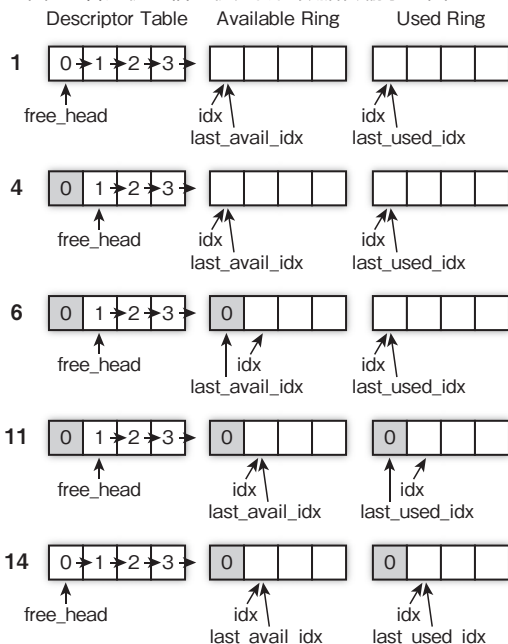 Descriptor Table Available Ring Used Ring
1 0 1 2 3
free_head idx idx
last_avail_idx last_used_idx
4 0 1 2 3
free_head idx idx
last_avail_idx last_used_idx
6 0 1 2 3 0
free_head idx idx
last_avail_idx last_used_idx
11 0 1 2 3 0 0
free_head idx idx
last_avail_idx last_used_idx
14 0 1 2 3 0 0
free_head idx idx
last_avail_idx last_used_idx